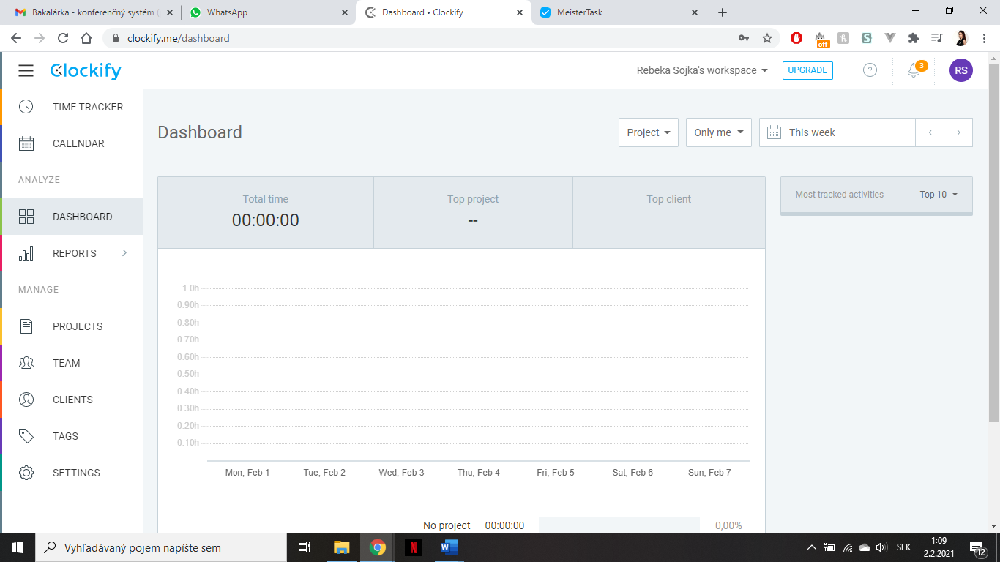 Bakalárka - konferenčný systém (
WhatsApp
Dashboard • Clockify
MeisterTask
clockify.me/dashboard
off
Clockify
Rebeka Sojka's workspace
UPGRADE
?
3
RS
TIME TRACKER
CALENDAR
ANALYZE
DASHBOARD
REPORTS
MANAGE
PROJECTS
TEAM
CLIENTS
TAGS
SETTINGS
Dashboard
Project
Only me
This week
Total time
00:00:00
Top project
--
Top client
Most tracked activities
Top 10
1.0h
0.90h
0.80h
0.70h
0.60h
0.50h
0.40h
0.30h
0.20h
0.10h
Mon, Feb 1
Tue, Feb 2
Wed, Feb 3
Thu, Feb 4
Fri, Feb 5
Sat, Feb 6
Sun, Feb 7
No project 00:00:00 0,00%
Vyhľadávaný pojem napíšte sem
SLK
1:09
2.2.2021
12